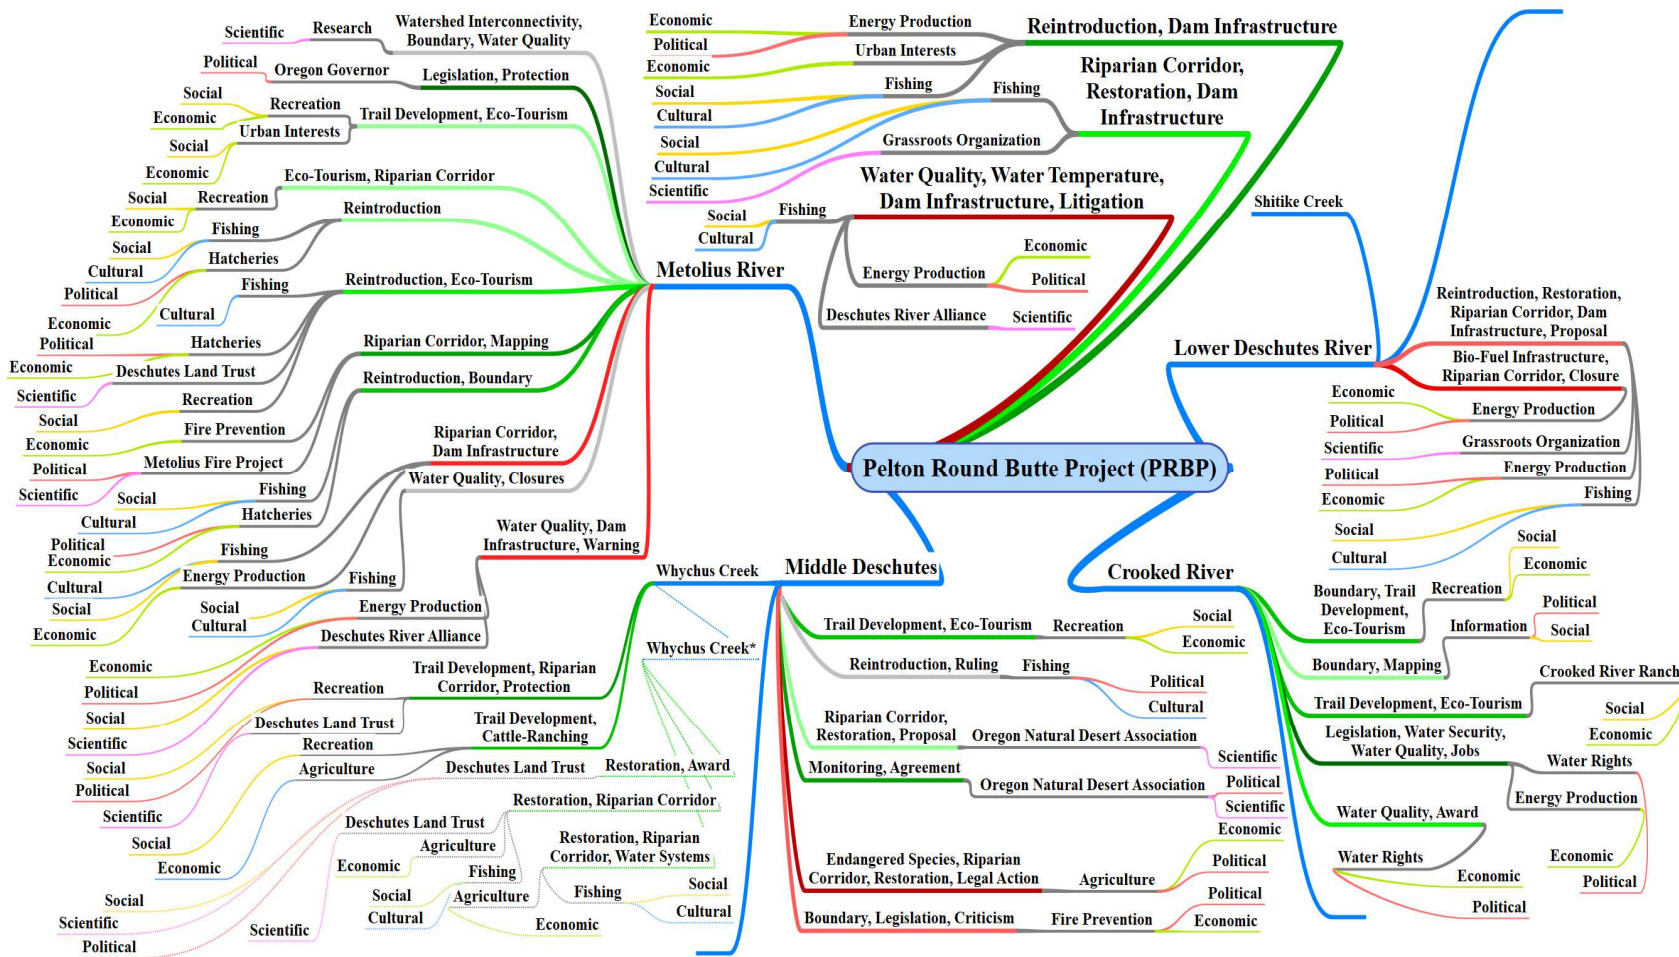 Watershed Interconnectivity,
Boundary, Water Quality
Research
Scientific
Political
Oregon Governor
Legislation, Protection
Social
Recreation
Economic
Trail Development, Eco-Tourism
Urban Interests
Social
Economic
Eco-Tourism, Riparian Corridor
Social
Recreation
Economic
Reintroduction
Fishing
Social
Cultural
Hatcheries
Political
Economic
Reintroduction, Eco-Tourism
Fishing
Cultural
Hatcheries
Political
Economic
Deschutes Land Trust
Scientific
Recreation
Social
Fire Prevention
Economic
Metolius Fire Project
Political
Scientific
Riparian Corridor, Mapping
Reintroduction, Boundary
Fishing
Social
Cultural
Hatcheries
Political
Economic
Riparian Corridor,
Dam Infrastructure
Fishing
Cultural
Social
Energy Production
Economic
Water Quality, Closures
Fishing
Social
Cultural
Water Quality, Dam
Infrastructure, Warning
Energy Production
Economic
Political
Deschutes River Alliance
Social
Scientific
Metolius River
Economic
Energy Production
Political
Urban Interests
Economic
Fishing
Social
Cultural
Reintroduction, Dam Infrastructure
Riparian Corridor,
Restoration, Dam
Infrastructure
Fishing
Social
Cultural
Grassroots Organization
Scientific
Water Quality, Water Temperature,
Dam Infrastructure, Litigation
Fishing
Social
Cultural
Economic
Energy Production
Political
Deschutes River Alliance
Scientific
Pelton Round Butte Project (PRBP)
Shitike Creek
Lower Deschutes River
Reintroduction, Restoration,
Riparian Corridor, Dam
Infrastructure, Proposal
Bio-Fuel Infrastructure,
Riparian Corridor, Closure
Economic
Energy Production
Political
Grassroots Organization
Scientific
Energy Production
Political
Economic
Fishing
Social
Cultural
Crooked River
Boundary, Trail
Development,
Eco-Tourism
Recreation
Social
Economic
Boundary, Mapping
Information
Political
Social
Trail Development, Eco-Tourism
Crooked River Ranch
Social
Economic
Legislation, Water Security,
Water Quality, Jobs
Water Rights
Energy Production
Economic
Political
Water Quality, Award
Water Rights
Economic
Political
Middle Deschutes
Trail Development, Eco-Tourism
Recreation
Social
Economic
Reintroduction, Ruling
Fishing
Political
Cultural
Riparian Corridor,
Restoration, Proposal
Oregon Natural Desert Association
Scientific
Monitoring, Agreement
Oregon Natural Desert Association
Political
Scientific
Endangered Species, Riparian
Corridor, Restoration, Legal Action
Agriculture
Economic
Political
Boundary, Legislation, Criticism
Fire Prevention
Political
Economic
Whychus Creek
Whychus Creek*
Trail Development, Riparian
Corridor, Protection
Recreation
Deschutes Land Trust
Social
Political
Scientific
Trail Development,
Cattle-Ranching
Recreation
Agriculture
Social
Economic
Restoration, Award
Deschutes Land Trust
Social
Scientific
Political
Restoration, Riparian Corridor
Deschutes Land Trust
Scientific
Agriculture
Economic
Fishing
Social
Cultural
Restoration, Riparian
Corridor, Water Systems
Agriculture
Economic
Fishing
Social
Cultural